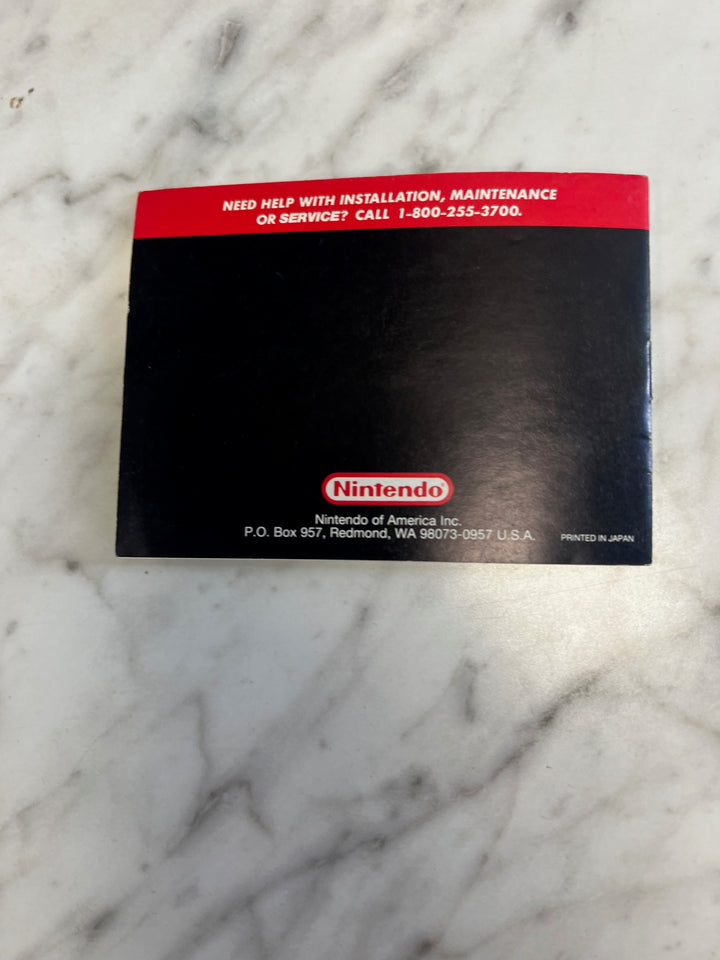 NEED HELP WITH INSTALLATION, MAINTENANCE
OR SERVICE? CALL 1-800-255-3700.
Nintendo®
Nintendo of America Inc.
P.O. Box 957, Redmond, WA 98073-0957 U.S.A.
PRINTED IN JAPAN